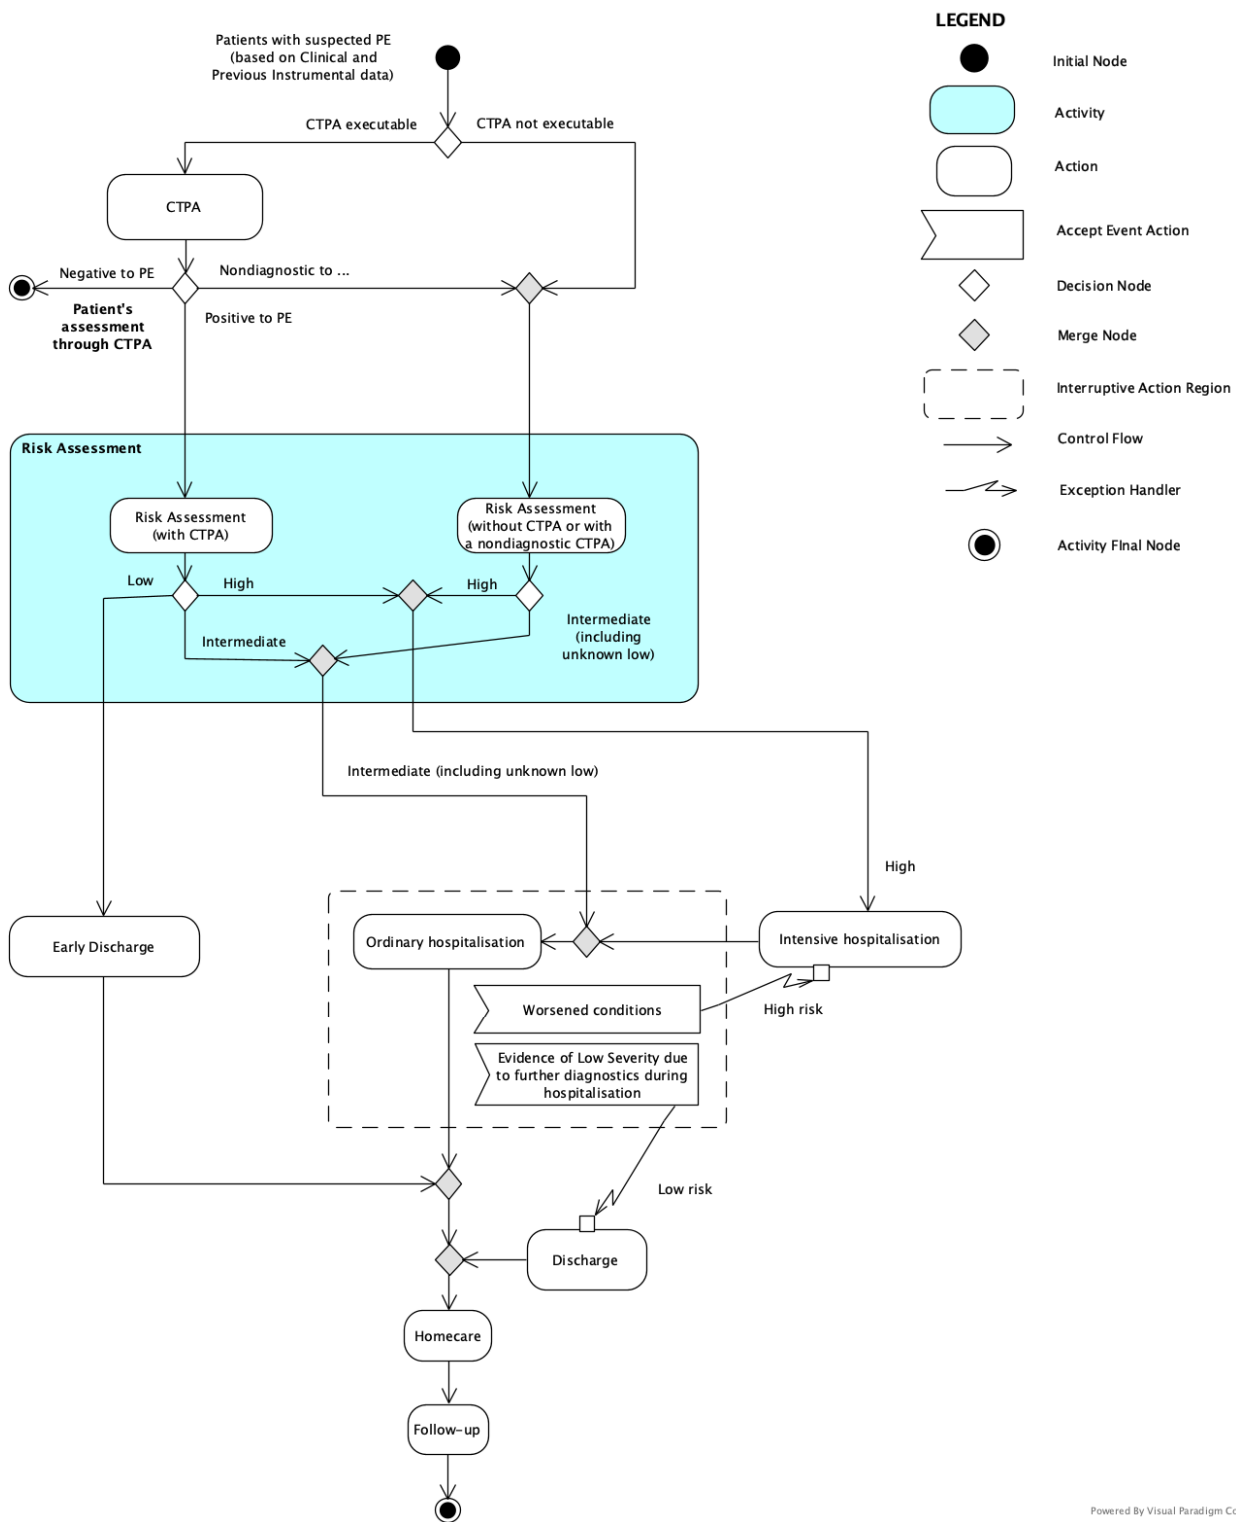 LEGEND
Patients with suspected PE
(based on Clinical and
Previous Instrumental data)
Initial Node
CTPA executable
CTPA not executable
Activity
Action
CTPA
Accept Event Action
Negative to PE
Nondiagnostic to ...
Decision Node
Patient's
assessment
through CTPA
Positive to PE
Merge Node
Interruptive Action Region
Control Flow
Risk Assessment
Exception Handler
Risk Assessment
(with CTPA)
Risk Assessment
(without CTPA or with
a nondiagnostic CTPA)
Activity FInal Node
Low
High
High
Intermediate
Intermediate
(including
unknown low)
Intermediate (including unknown low)
High
Early Discharge
Ordinary hospitalisation
Intensive hospitalisation
Worsened conditions
High risk
Evidence of Low Severity due
to further diagnostics during
hospitalisation
Low risk
Discharge
Homecare
Follow-up
Powered By Visual Paradigm Co